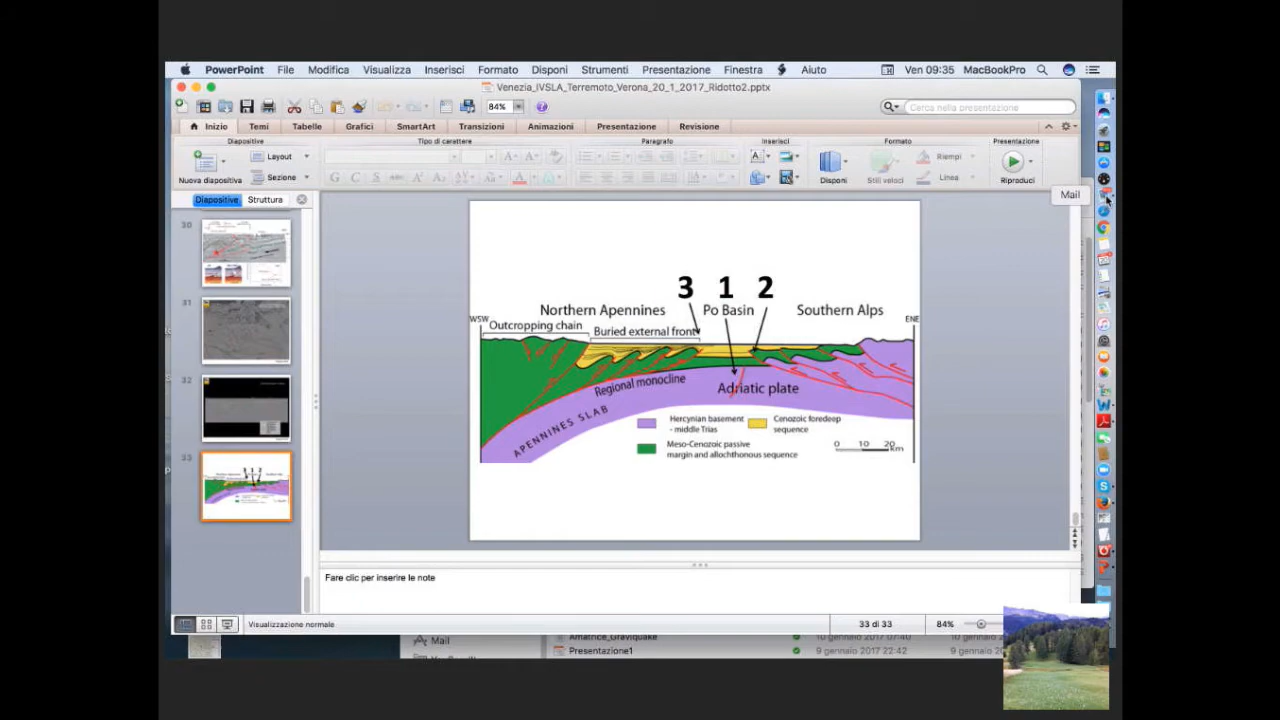 PowerPoint File Modifica Visualizza Inserisci Formato Disponi Strumenti Presentazione Finestra Aiuto Ven 09:35 MacBookPro
Venezia_IVSLA_Terremoto_Verona_20_1_2017_Ridotto2.pptx
84% Cerca nella presentazione
Inizio Temi Tabelle Grafici SmartArt Transizioni Animazioni Presentazione Revisione
Diapositive Tipo di carattere Paragrafo Inserisci Formato Presentazione
Nuova diapositiva Layout Sezione Disponi Stili veloci Riempi Linea Riproduci
Diapositive Struttura
Mail
30
31
32
33
3 1 2
Northern Apennines Po Basin Southern Alps
WSW ENE
Outcropping chain Buried external front
Regional monocline
Adriatic plate
APENNINES SLAB
Hercynian basement
- middle Trias
Cenozoic foredeep
sequence
Meso-Cenozoic passive
margin and allochthonous sequence
0 10 20
Km
Fare clic per inserire le note
Visualizzazione normale 33 di 33 84%
Mail Amatrice_Graviquake 10 gennaio 2017 07:40
Presentazione1 9 gennaio 2017 22:42